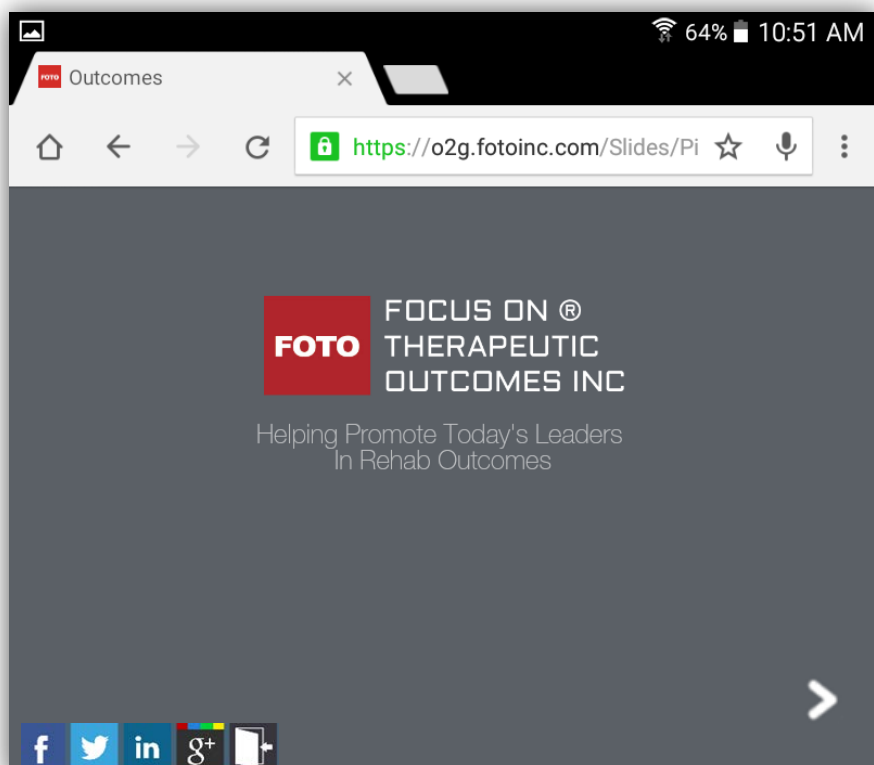 64% 10:51 AM
FOTO Outcomes
https://o2g.fotoinc.com/Slides/Pi
FOTO
FOCUS ON ®
THERAPEUTIC
OUTCOMES INC
Helping Promote Today's Leaders
In Rehab Outcomes
f in g+